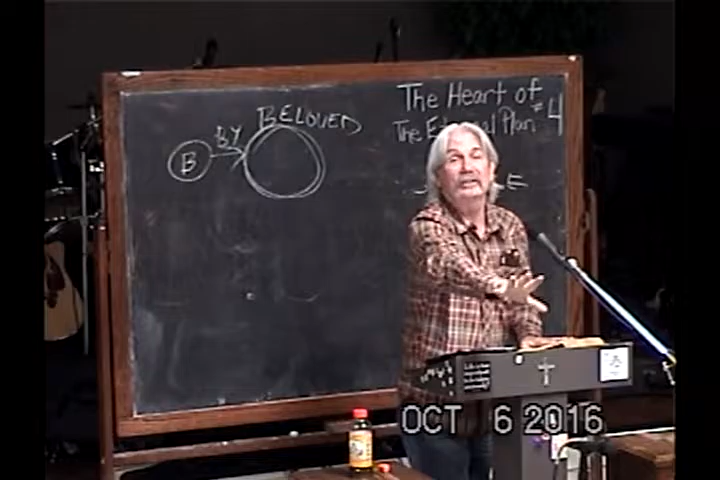 The Heart of
The Eternal Plan #4
BELOVED
BY
B
E
OCT 6 2016